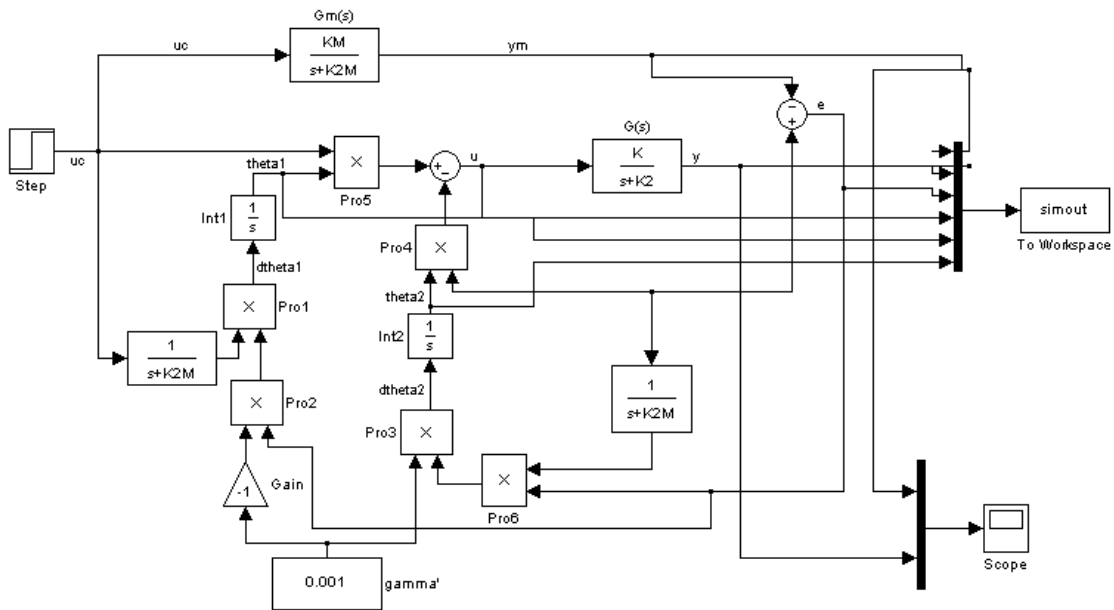 Gm(s)
uc
KM
s+K2M
ym
e
Step
uc
theta1
×
Pro5
+
−
u
G(s)
K
s+K2
y
−
+
Int1
1
s
dtheta1
×
Pro1
Pro4
×
theta2
Int2
1
s
dtheta2
simout
To Workspace
1
s+K2M
×
Pro2
1
s+K2M
Pro3
×
×
Pro6
-1
Gain
0.001
gamma'
Scope